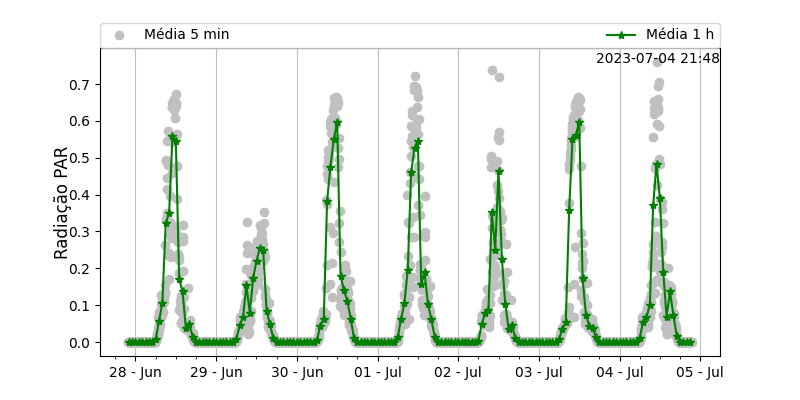 Média 5 min
Média 1 h
2023-07-04 21:48
Radiação PAR
0.7
0.6
0.5
0.4
0.3
0.2
0.1
0.0
28 - Jun
29 - Jun
30 - Jun
01 - Jul
02 - Jul
03 - Jul
04 - Jul
05 - Jul